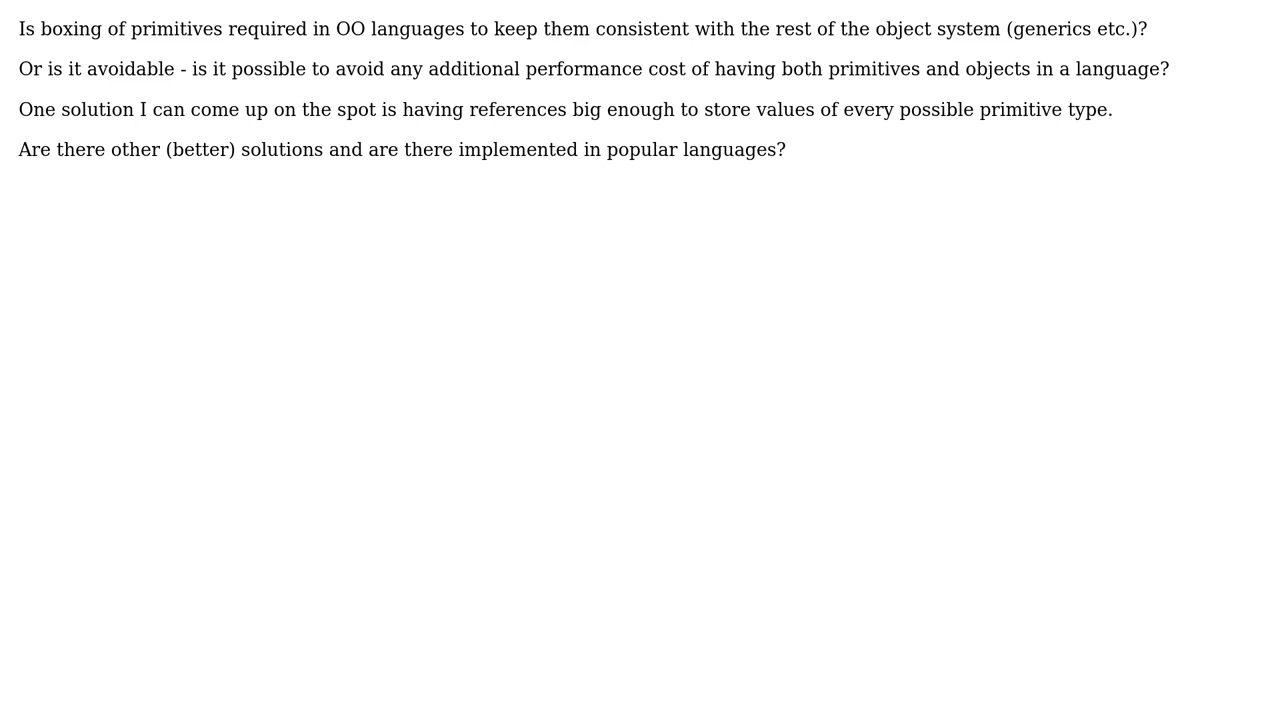 Is boxing of primitives required in OO languages to keep them consistent with the rest of the object system (generics etc.)?
Or is it avoidable - is it possible to avoid any additional performance cost of having both primitives and objects in a language?
One solution I can come up on the spot is having references big enough to store values of every possible primitive type.
Are there other (better) solutions and are there implemented in popular languages?